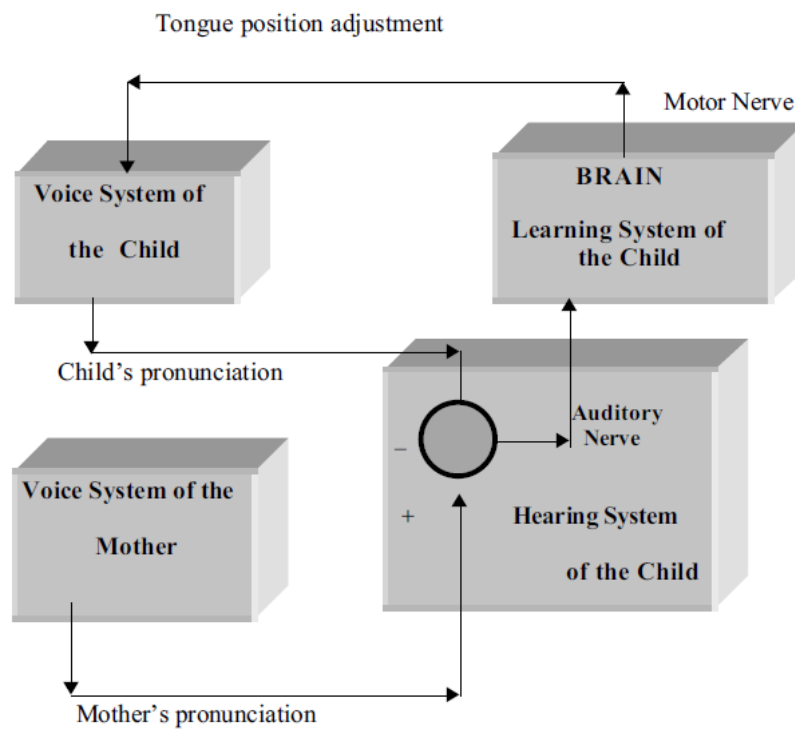 Tongue position adjustment
Motor Nerve
Voice System of
the Child
BRAIN
Learning System of
the Child
Child's pronunciation
Auditory
Nerve
–
+
Hearing System
of the Child
Voice System of the
Mother
Mother's pronunciation